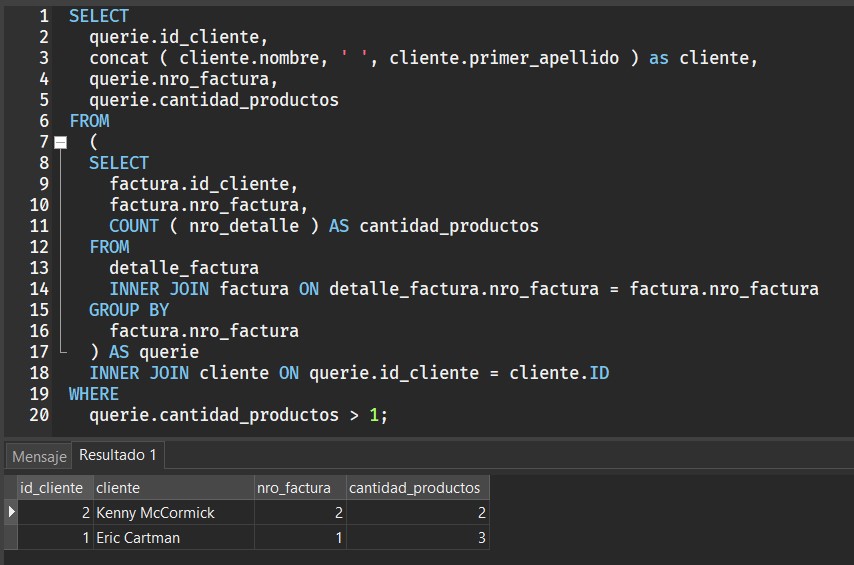 1 SELECT
2 querie.id_cliente,
3 concat ( cliente.nombre, ' ', cliente.primer_apellido ) as cliente,
4 querie.nro_factura,
5 querie.cantidad_productos
6 FROM
7 (
8 SELECT
9 factura.id_cliente,
10 factura.nro_factura,
11 COUNT ( nro_detalle ) AS cantidad_productos
12 FROM
13 detalle_factura
14 INNER JOIN factura ON detalle_factura.nro_factura = factura.nro_factura
15 GROUP BY
16 factura.nro_factura
17 ) AS querie
18 INNER JOIN cliente ON querie.id_cliente = cliente.ID
19 WHERE
20 querie.cantidad_productos > 1;
Mensaje Resultado 1
id_cliente cliente nro_factura cantidad_productos
2 Kenny McCormick 2 2
1 Eric Cartman 1 3